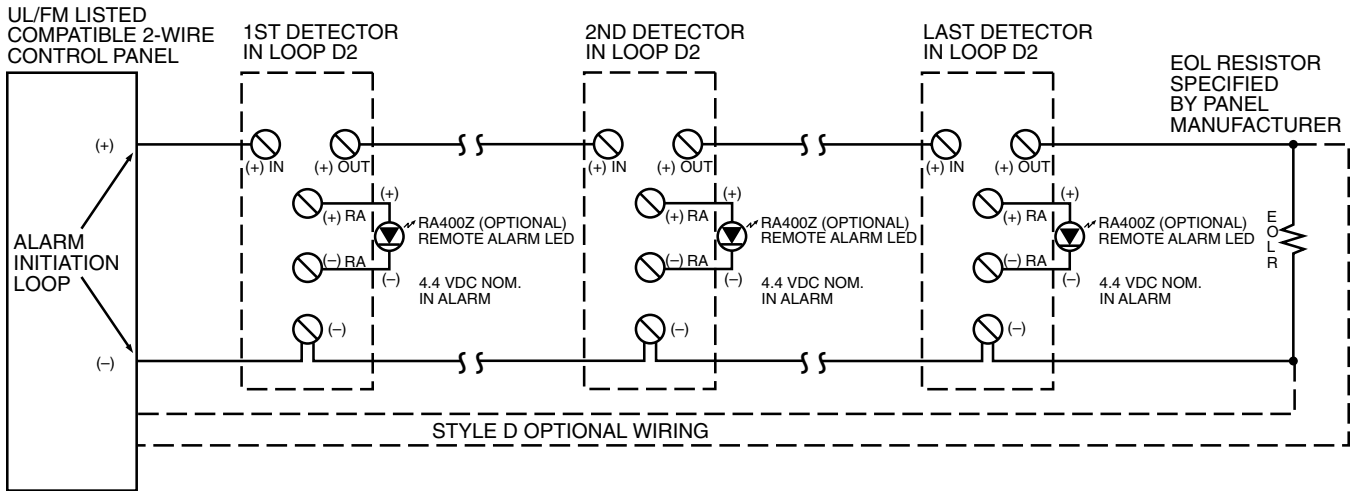 UL/FM LISTED
COMPATIBLE 2-WIRE
CONTROL PANEL
1ST DETECTOR
IN LOOP D2
2ND DETECTOR
IN LOOP D2
LAST DETECTOR
IN LOOP D2
EOL RESISTOR
SPECIFIED
BY PANEL
MANUFACTURER
(+)
ALARM
INITIATION
LOOP
(–)
(+) IN
(+) OUT
(+) RA
(+)
RA400Z (OPTIONAL)
REMOTE ALARM LED
(–) RA
(–)
4.4 VDC NOM.
IN ALARM
(–)
(+) IN
(+) OUT
(+) RA
(+)
RA400Z (OPTIONAL)
REMOTE ALARM LED
(–) RA
(–)
4.4 VDC NOM.
IN ALARM
(–)
(+) IN
(+) OUT
(+) RA
(+)
RA400Z (OPTIONAL)
REMOTE ALARM LED
(–) RA
(–)
4.4 VDC NOM.
IN ALARM
(–)
E
O
L
R
STYLE D OPTIONAL WIRING